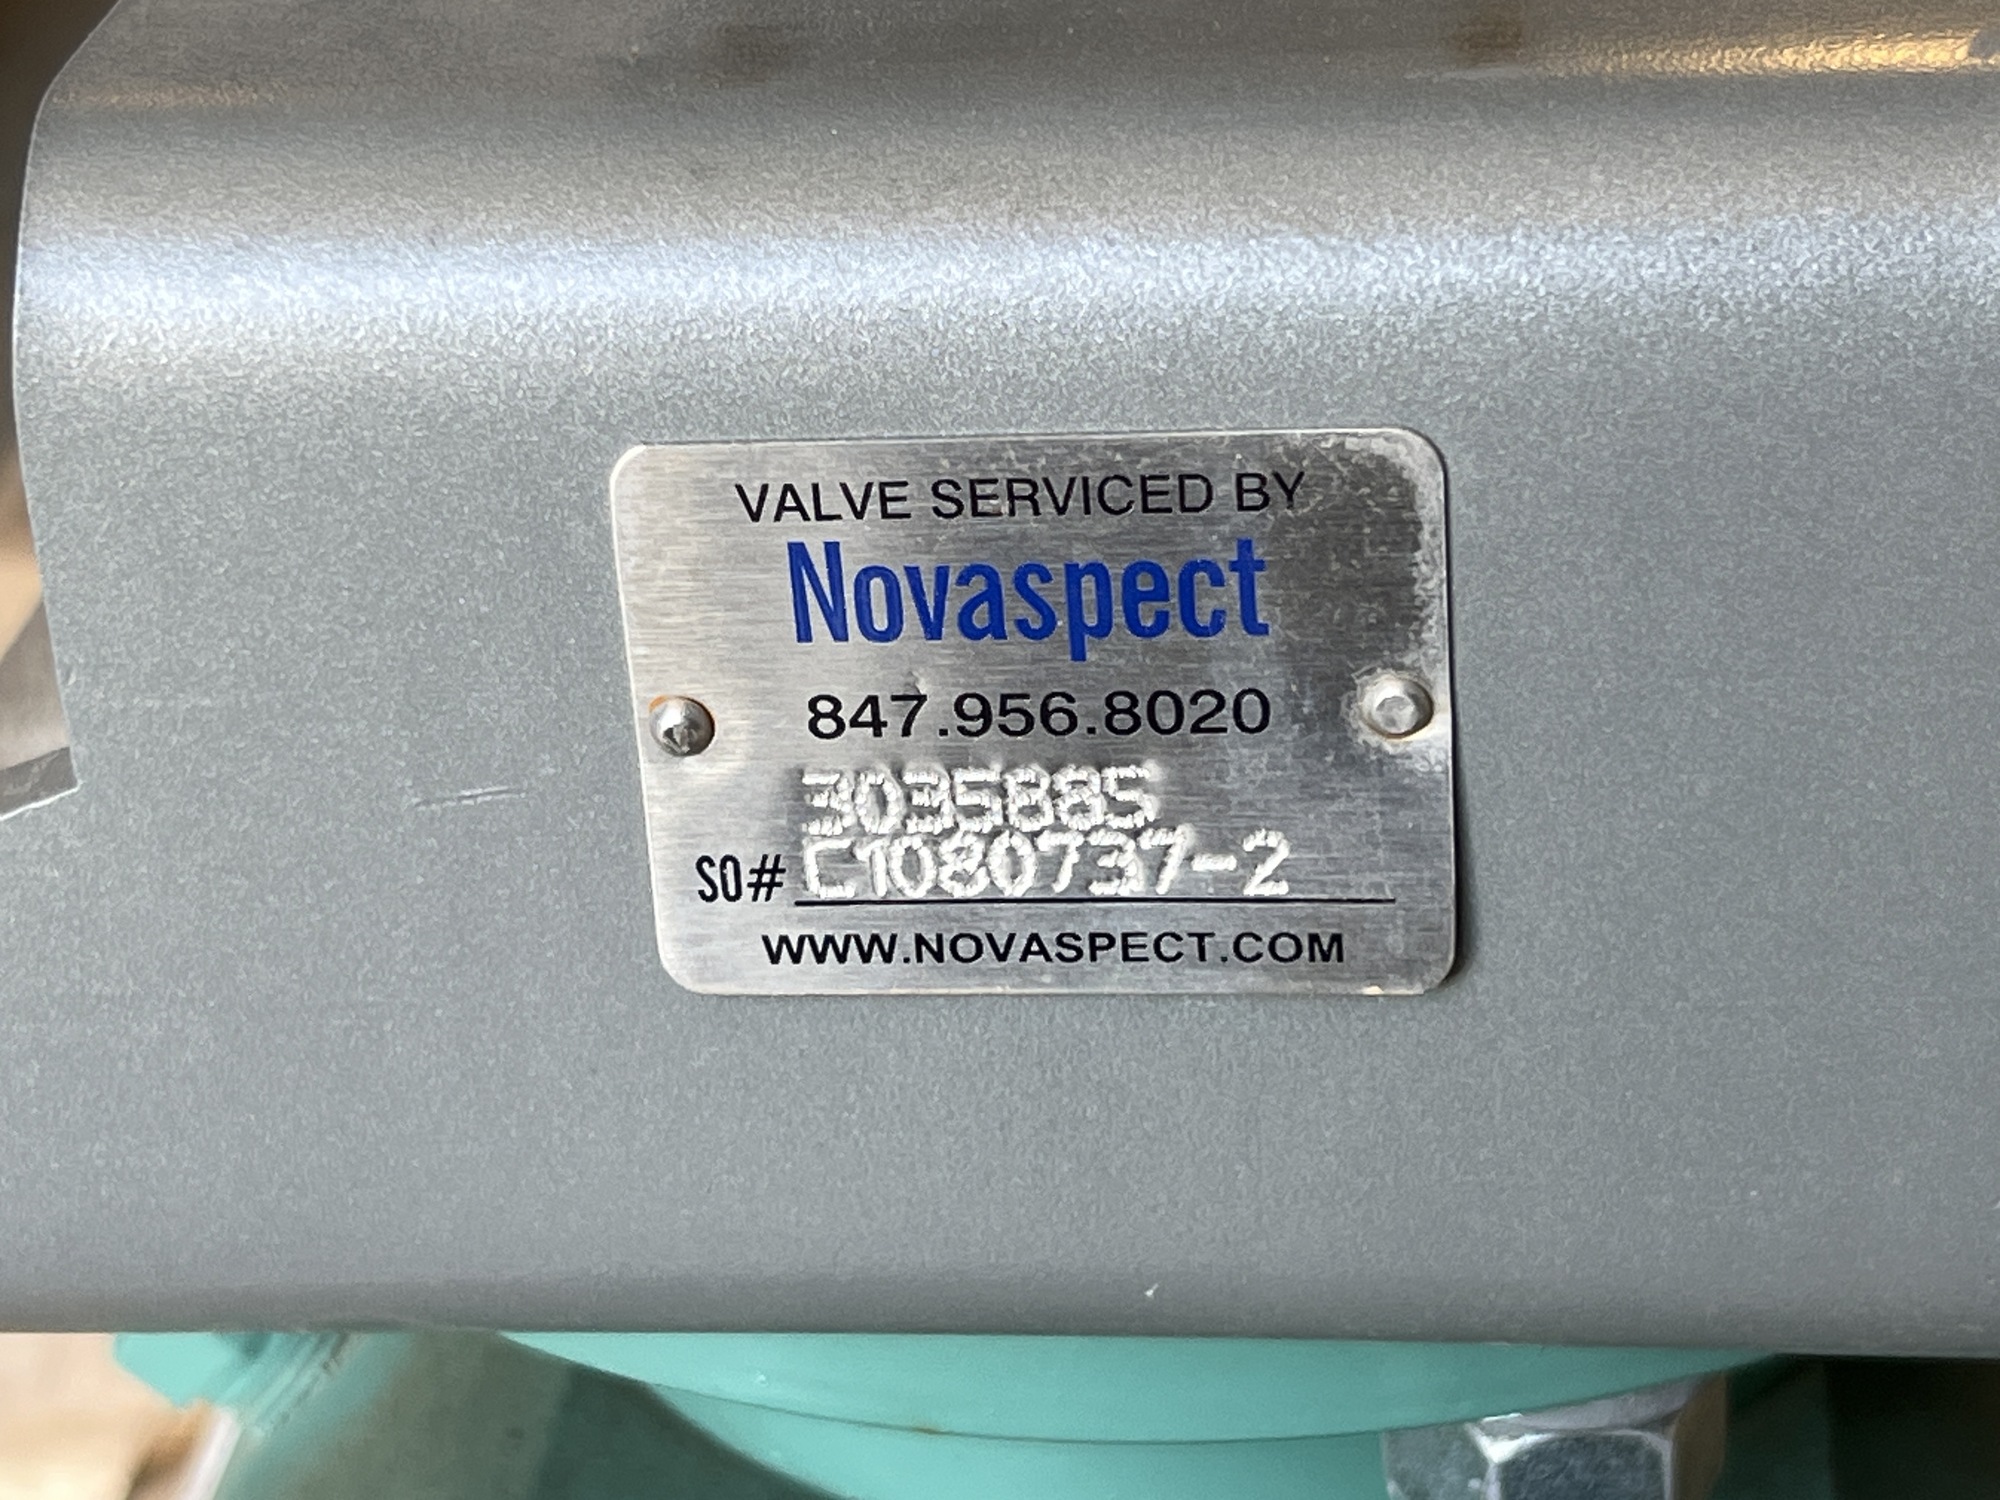 VALVE SERVICED BY
Novaspect
847.956.8020
3035885
SO# C1080737-2
WWW.NOVASPECT.COM